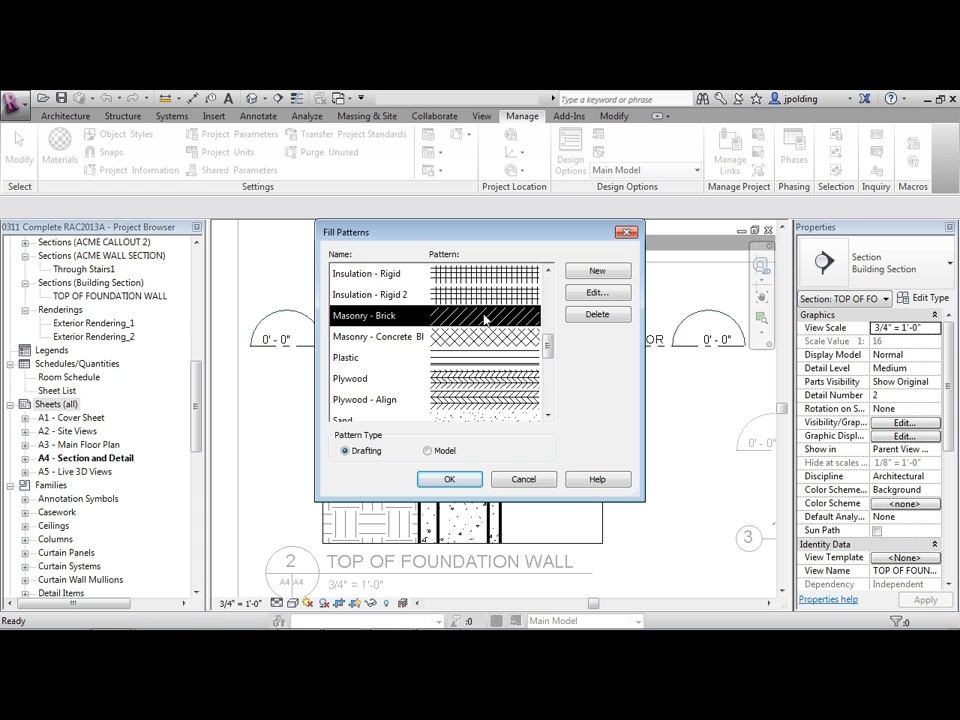 Type a keyword or phrase
jpolding
Architecture Structure Systems Insert Annotate Analyze Massing & Site Collaborate View Manage Add-Ins Modify
Modify
Materials
Object Styles
Snaps
Project Information
Project Parameters
Project Units
Shared Parameters
Transfer Project Standards
Purge Unused
Design Options
Main Model
Manage Links
Phases
Select
Settings
Project Location
Design Options
Manage Project
Phasing
Selection
Inquiry
Macros
0311 Complete RAC2013A - Project Browser
Sections (ACME CALLOUT 2)
Sections (ACME WALL SECTION)
Through Stairs1
Sections (Building Section)
TOP OF FOUNDATION WALL
Renderings
Exterior Rendering_1
Exterior Rendering_2
Legends
Schedules/Quantities
Room Schedule
Sheet List
Sheets (all)
A1 - Cover Sheet
A2 - Site Views
A3 - Main Floor Plan
A4 - Section and Detail
A5 - Live 3D Views
Families
Annotation Symbols
Casework
Ceilings
Columns
Curtain Panels
Curtain Systems
Curtain Wall Mullions
Detail Items
Fill Patterns
Name: Pattern:
Insulation - Rigid
Insulation - Rigid 2
Masonry - Brick
Masonry - Concrete Bl
Plastic
Plywood
Plywood - Align
Sand
New
Edit...
Delete
Pattern Type
Drafting Model
OK Cancel Help
0' - 0"
OR
0' - 0"
0' - 0"
2
A4 A4
TOP OF FOUNDATION WALL
3/4" = 1'-0"
3
3/4" = 1'-0"
Properties
Section
Building Section
Section: TOP OF FO Edit Type
Graphics
View Scale 3/4" = 1'-0"
Scale Value 1: 16
Display Model Normal
Detail Level Medium
Parts Visibility Show Original
Detail Number 2
Rotation on S... None
Visibility/Grap... Edit...
Graphic Displ... Edit...
Show in Parent View ...
Hide at scales ... 1/8" = 1'-0"
Discipline Architectural
Color Scheme... Background
Color Scheme <none>
Default Analy... None
Sun Path
Identity Data
View Template <None>
View Name TOP OF FOUN...
Dependency Independent
Properties help Apply
Ready
:0
Main Model
:0